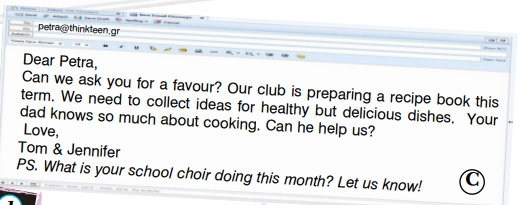 petra@thinkteen.gr
Dear Petra,
Can we ask you for a favour? Our club is preparing a recipe book this
term. We need to collect ideas for healthy but delicious dishes. Your
dad knows so much about cooking. Can he help us?
Love,
Tom & Jennifer
PS. What is your school choir doing this month? Let us know!
C